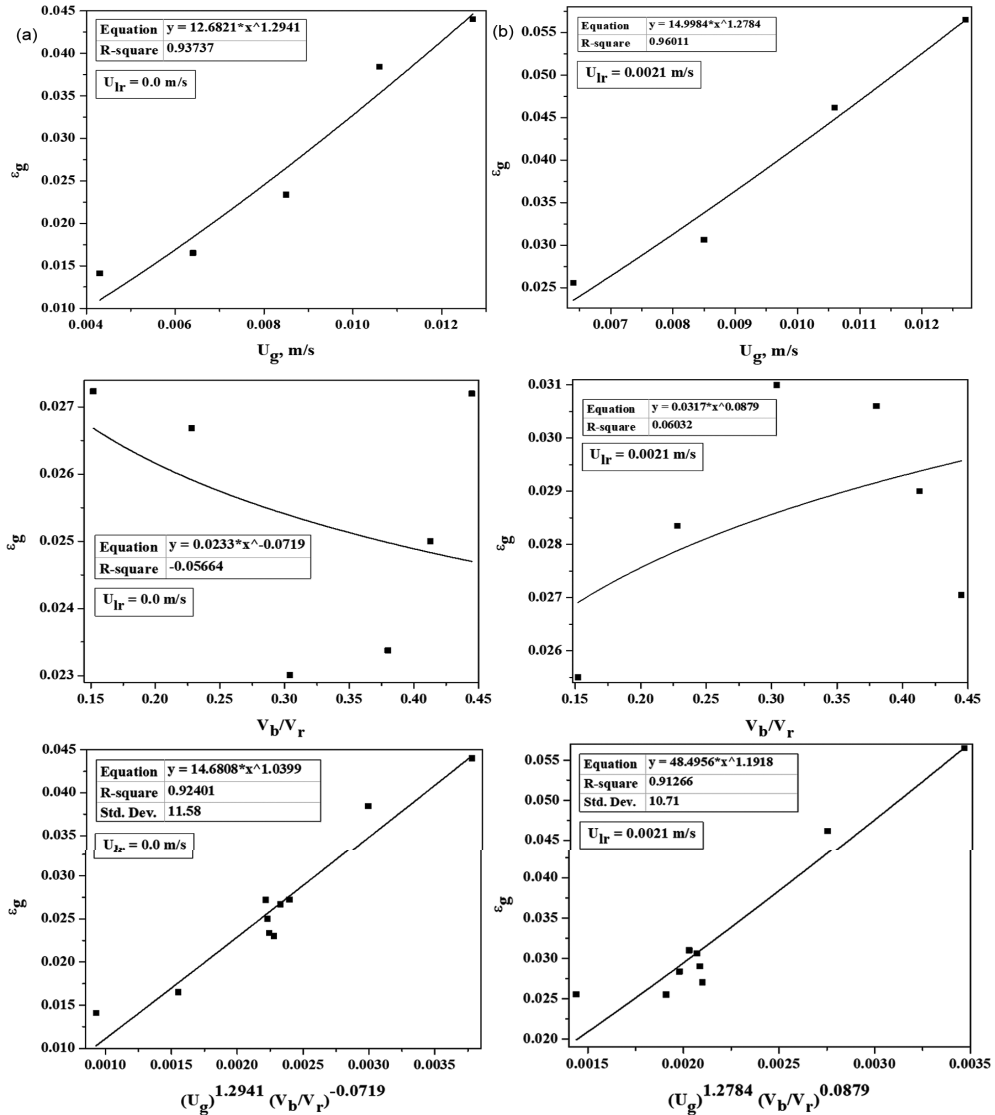 (a)
Equation y = 12.6821*x^1.2941
R-square 0.93737
Ulr = 0.0 m/s
0.045
0.040
0.035
0.030
0.025
0.020
0.015
0.010
εg
0.004 0.006 0.008 0.010 0.012
Ug, m/s
(b)
Equation y = 14.9984*x^1.2784
R-square 0.96011
Ulr = 0.0021 m/s
0.055
0.050
0.045
0.040
0.035
0.030
0.025
εg
0.007 0.008 0.009 0.010 0.011 0.012
Ug, m/s
0.027
0.026
0.025
0.024
0.023
εg
Equation y = 0.0233*x^-0.0719
R-square -0.05664
Ulr = 0.0 m/s
0.15 0.20 0.25 0.30 0.35 0.40 0.45
Vb/Vr
0.031
0.030
0.029
0.028
0.027
0.026
εg
Equation y = 0.0317*x^0.0879
R-square 0.06032
Ulr = 0.0021 m/s
0.15 0.20 0.25 0.30 0.35 0.40 0.45
Vb/Vr
Equation y = 14.6808*x^1.0399
R-square 0.92401
Std. Dev. 11.58
Ulr = 0.0 m/s
0.045
0.040
0.035
0.030
0.025
0.020
0.015
0.010
εg
0.0010 0.0015 0.0020 0.0025 0.0030 0.0035
(Ug)^1.2941 (Vb/Vr)^-0.0719
Equation y = 48.4956*x^1.1918
R-square 0.91266
Std. Dev. 10.71
Ulr = 0.0021 m/s
0.055
0.050
0.045
0.040
0.035
0.030
0.025
0.020
εg
0.0015 0.0020 0.0025 0.0030 0.0035
(Ug)^1.2784 (Vb/Vr)^0.0879